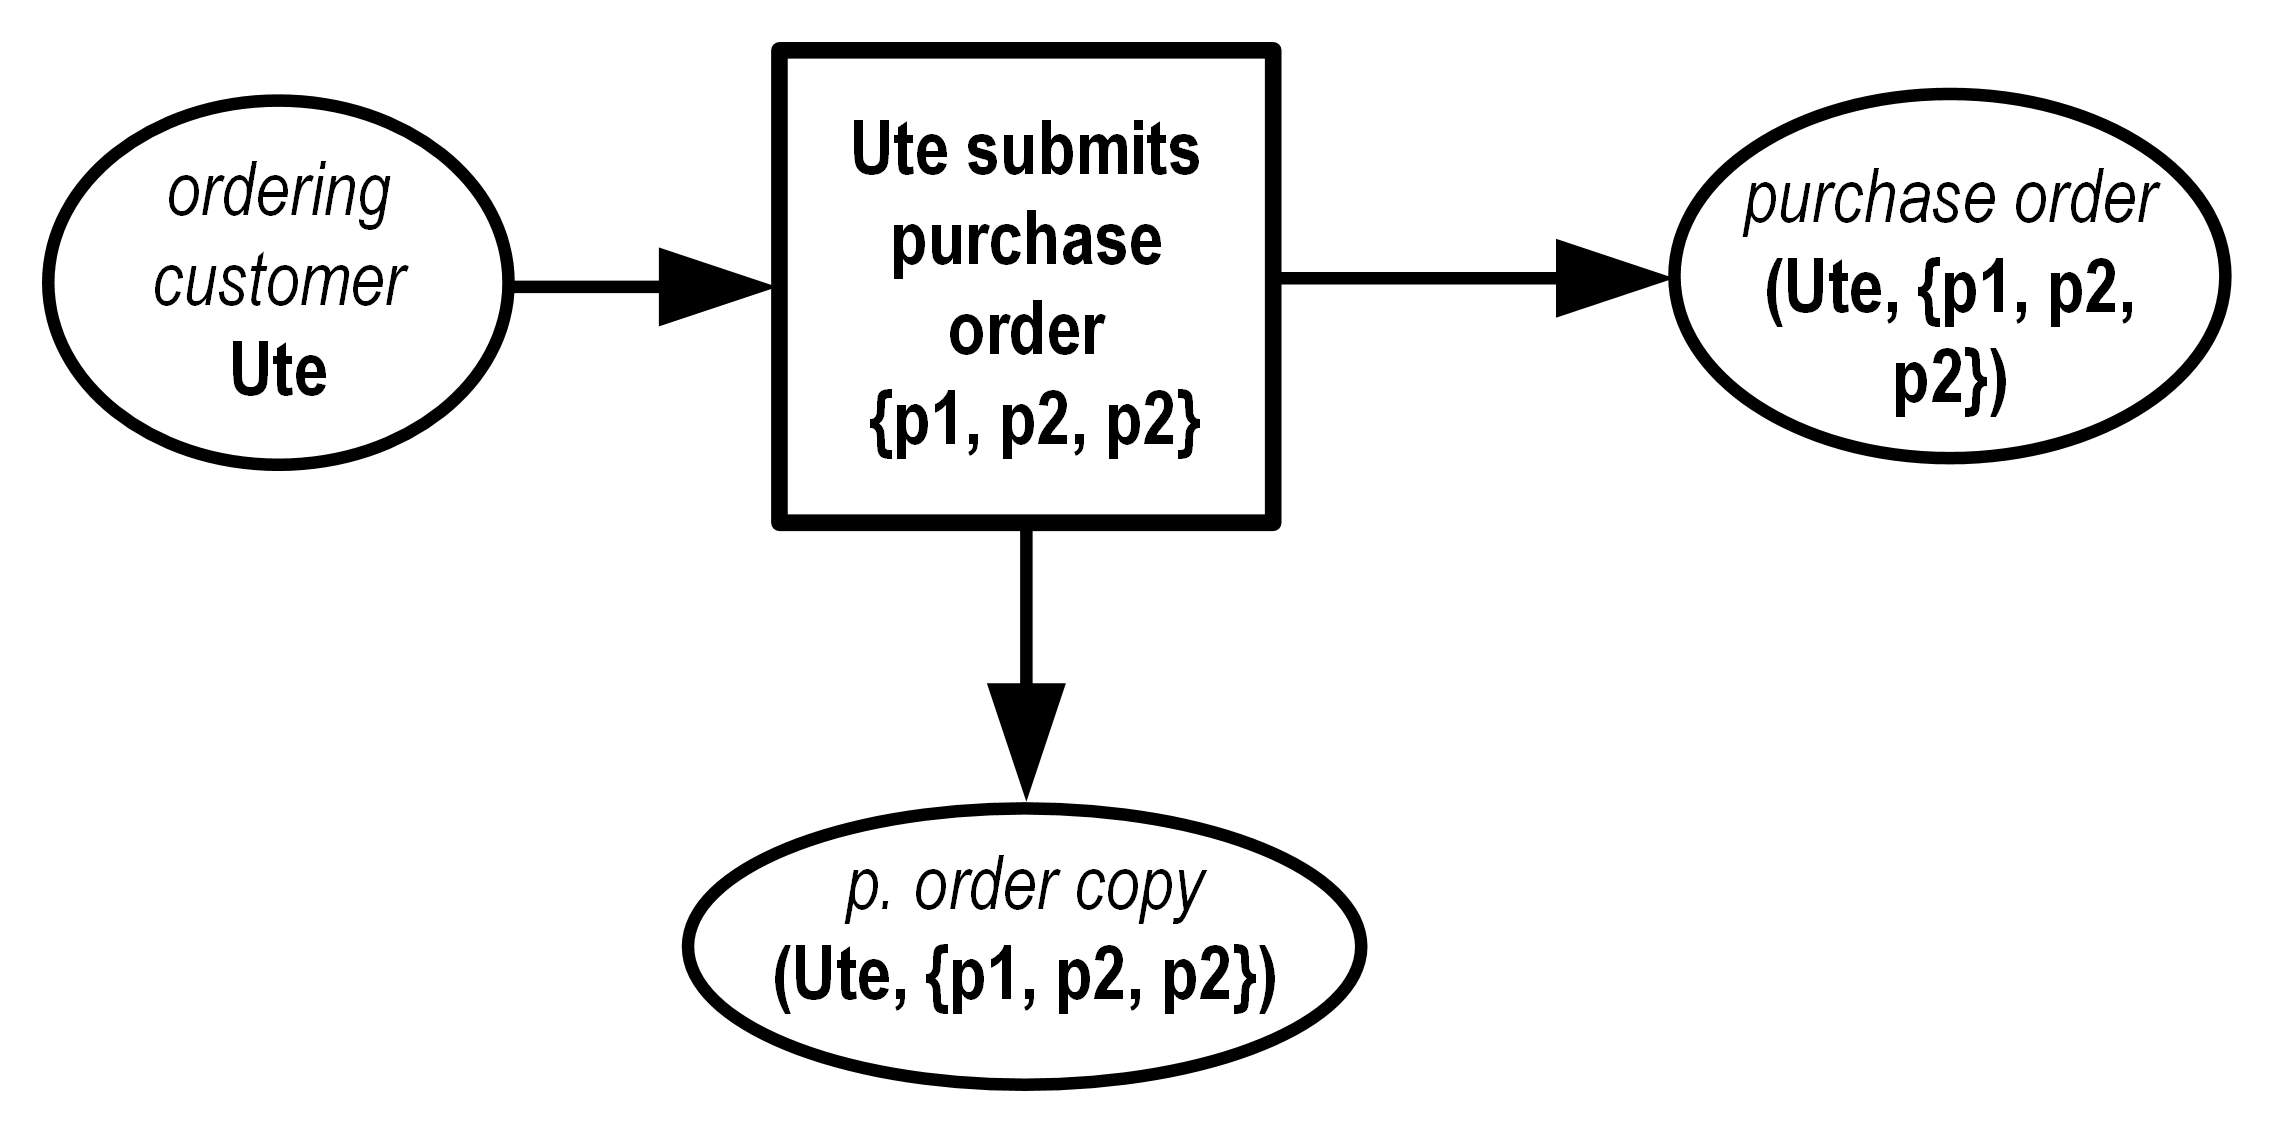 ordering
customer
Ute
Ute submits
purchase
order
{p1, p2, p2}
purchase order
(Ute, {p1, p2,
p2})
p. order copy
(Ute, {p1, p2, p2})